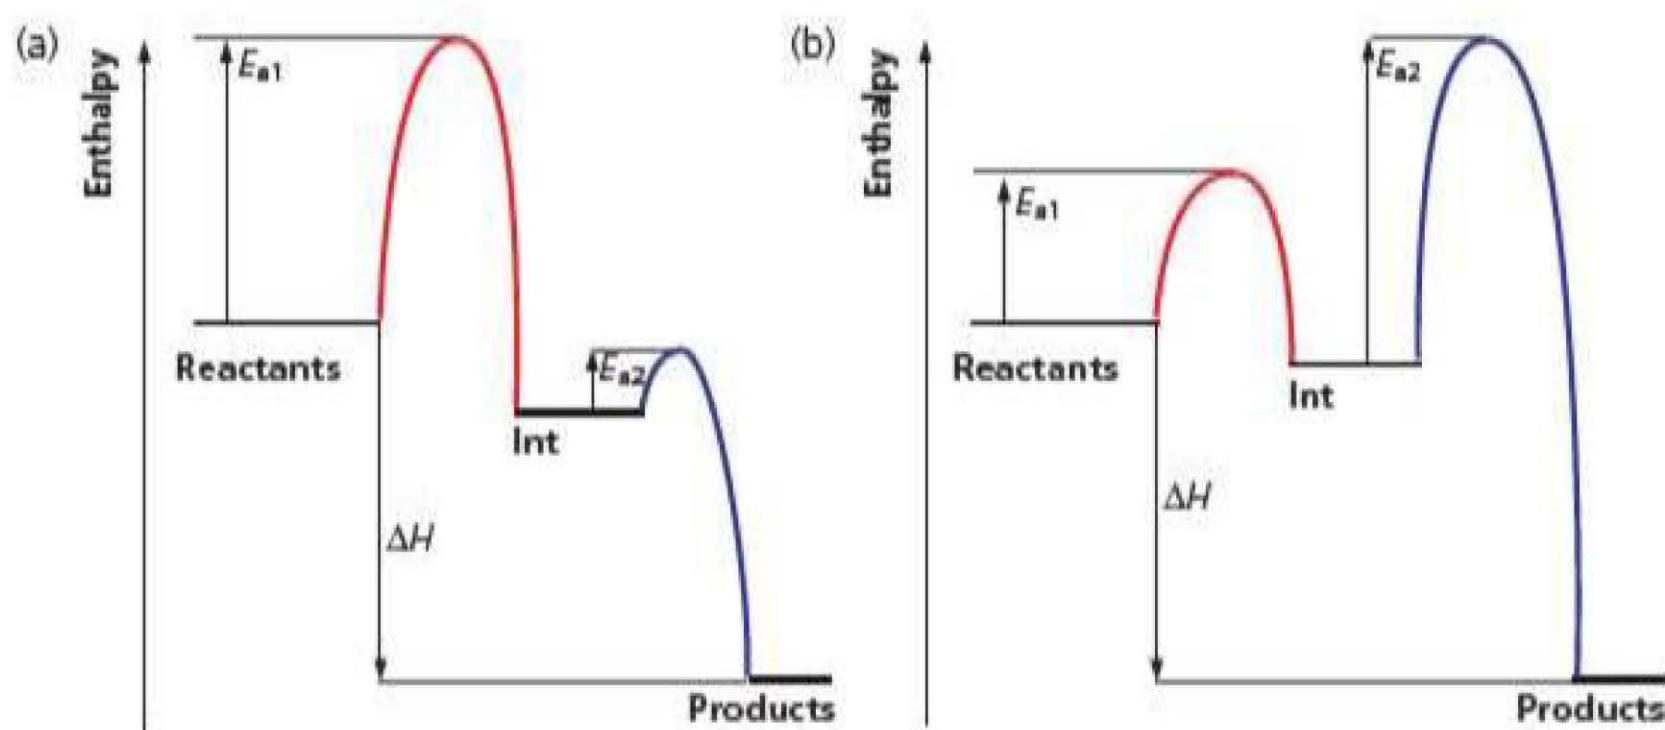 (a)
Enthalpy
Ea1
Reactants
Ea2
Int
ΔH
Products
(b)
Enthalpy
Ea2
Ea1
Reactants
Int
ΔH
Products